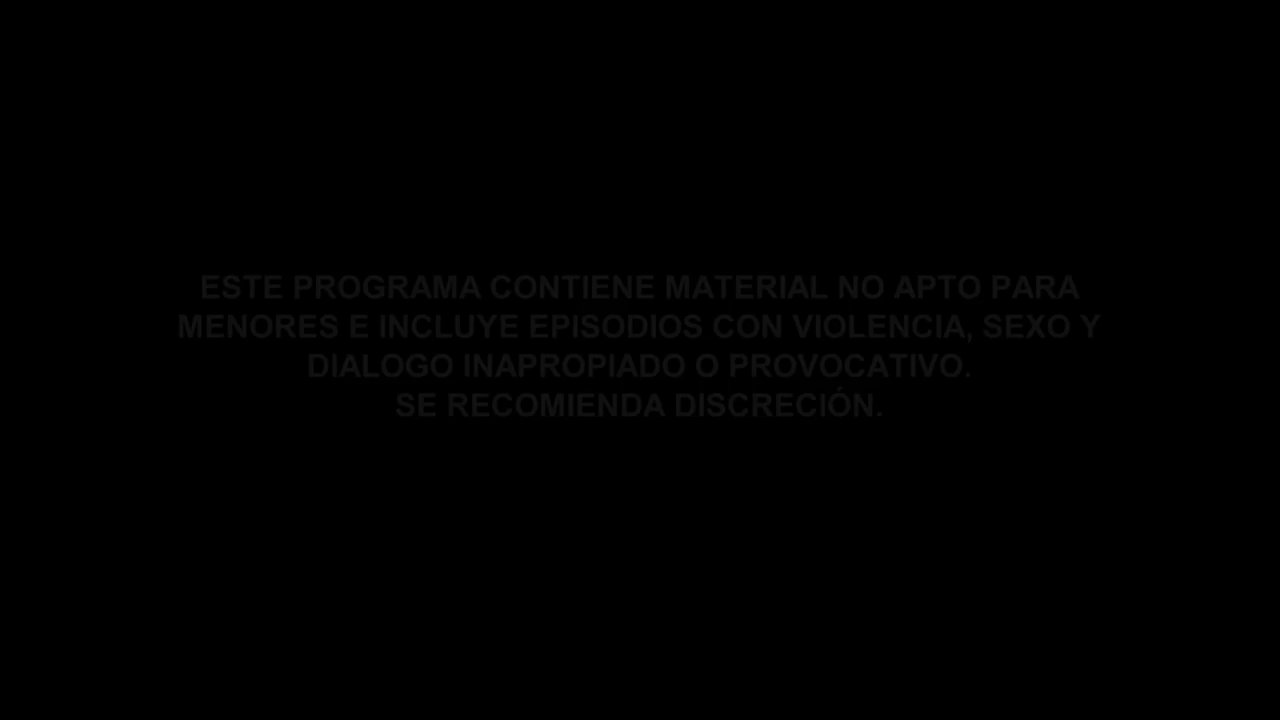 ESTE PROGRAMA CONTIENE MATERIAL NO APTO PARA
MENORES E INCLUYE EPISODIOS CON VIOLENCIA, SEXO Y
DIALOGO INAPROPIADO O PROVOCATIVO.
SE RECOMIENDA DISCRECIÓN.